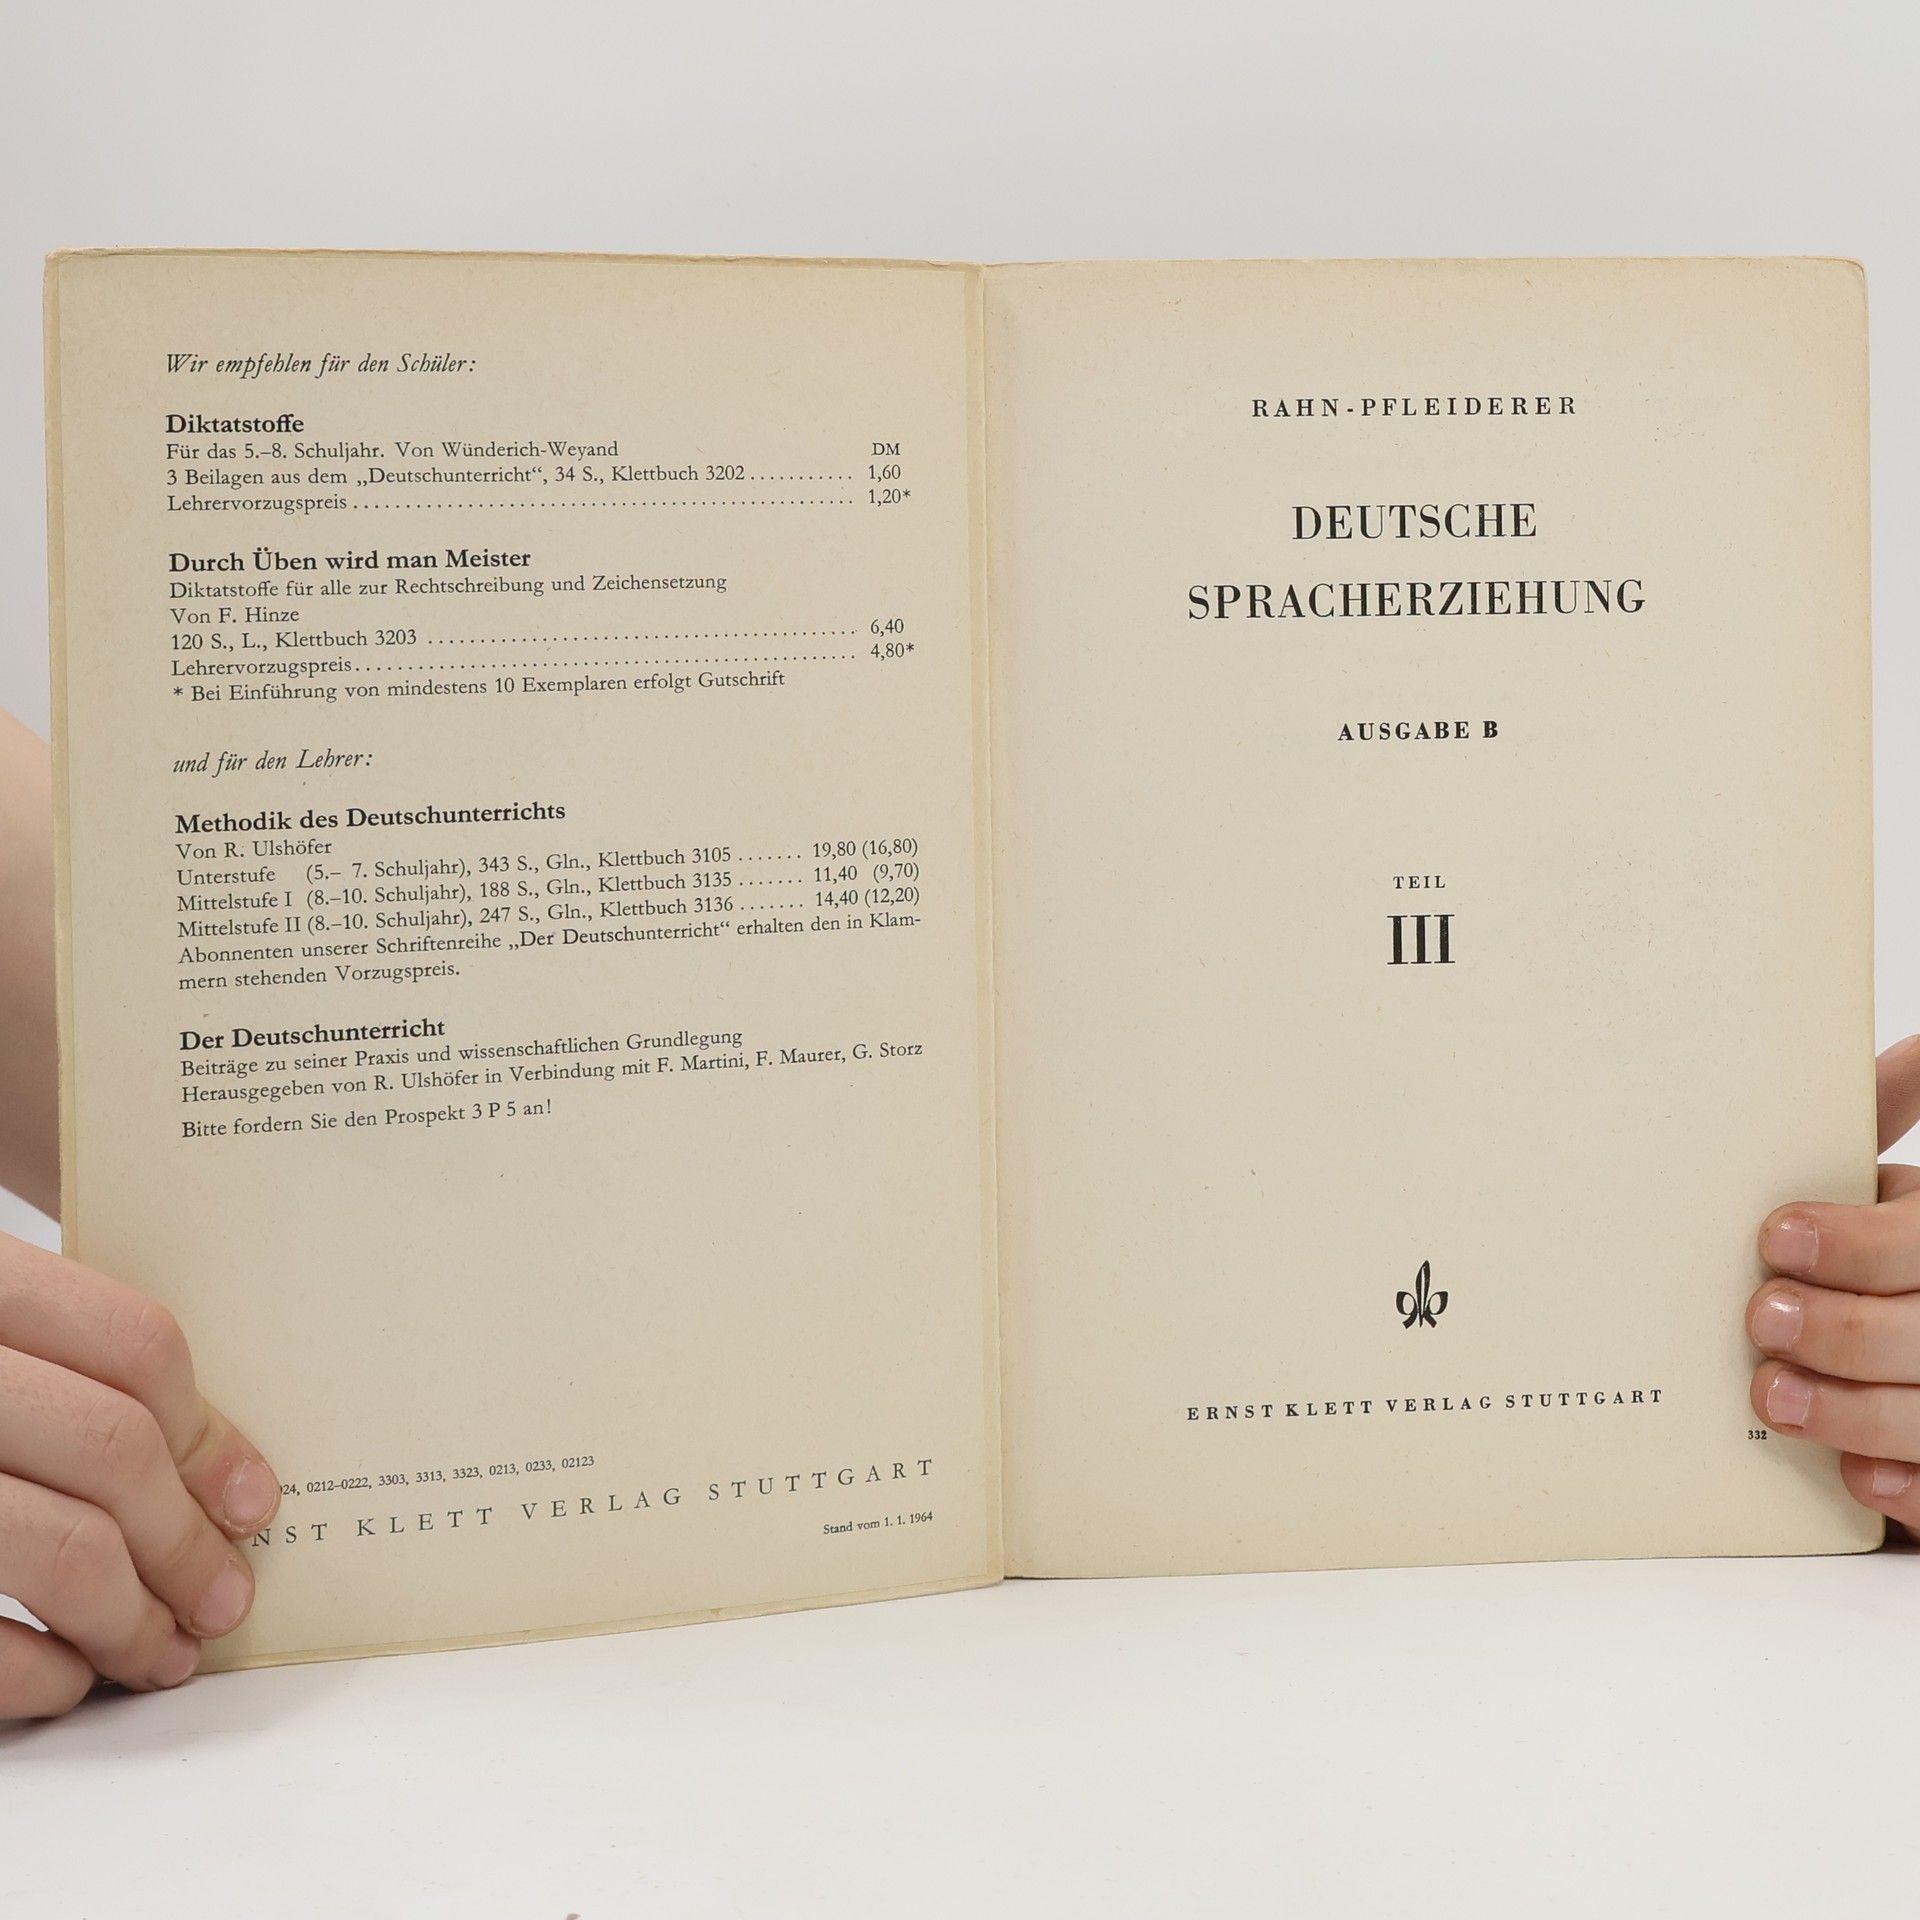 Wir empfehlen für den Schüler:
Diktatstoffe
Für das 5.–8. Schuljahr. Von Wünderich-Weyand DM
3 Beilagen aus dem „Deutschunterricht“, 34 S., Klettbuch 3202 ........... 1,60
Lehrervorzugspreis ................................................ 1,20*
Durch Üben wird man Meister
Diktatstoffe für alle zur Rechtschreibung und Zeichensetzung
Von F. Hinze
120 S., L., Klettbuch 3203 ......................................... 6,40
Lehrervorzugspreis ................................................ 4,80*
* Bei Einführung von mindestens 10 Exemplaren erfolgt Gutschrift
und für den Lehrer:
Methodik des Deutschunterrichts
Von R. Ulshöfer
Unterstufe (5.– 7. Schuljahr), 343 S., Gln., Klettbuch 3105 ....... 19,80 (16,80)
Mittelstufe I (8.–10. Schuljahr), 188 S., Gln., Klettbuch 3135 ....... 11,40 (9,70)
Mittelstufe II (8.–10. Schuljahr), 247 S., Gln., Klettbuch 3136 ....... 14,40 (12,20)
Abonnenten unserer Schriftenreihe „Der Deutschunterricht“ erhalten den in Klam-
mern stehenden Vorzugspreis.
Der Deutschunterricht
Beiträge zu seiner Praxis und wissenschaftlichen Grundlegung
Herausgegeben von R. Ulshöfer in Verbindung mit F. Martini, F. Maurer, G. Storz
Bitte fordern Sie den Prospekt 3 P 5 an!
24, 0212–0222, 3303, 3313, 3323, 0213, 0233, 02123
NST KLETT VERLAG STUTTGART
Stand vom 1. 1. 1964
RAHN-PFLEIDERER
DEUTSCHE
SPRACHERZIEHUNG
AUSGABE B
TEIL
III
ERNST KLETT VERLAG STUTTGART
332